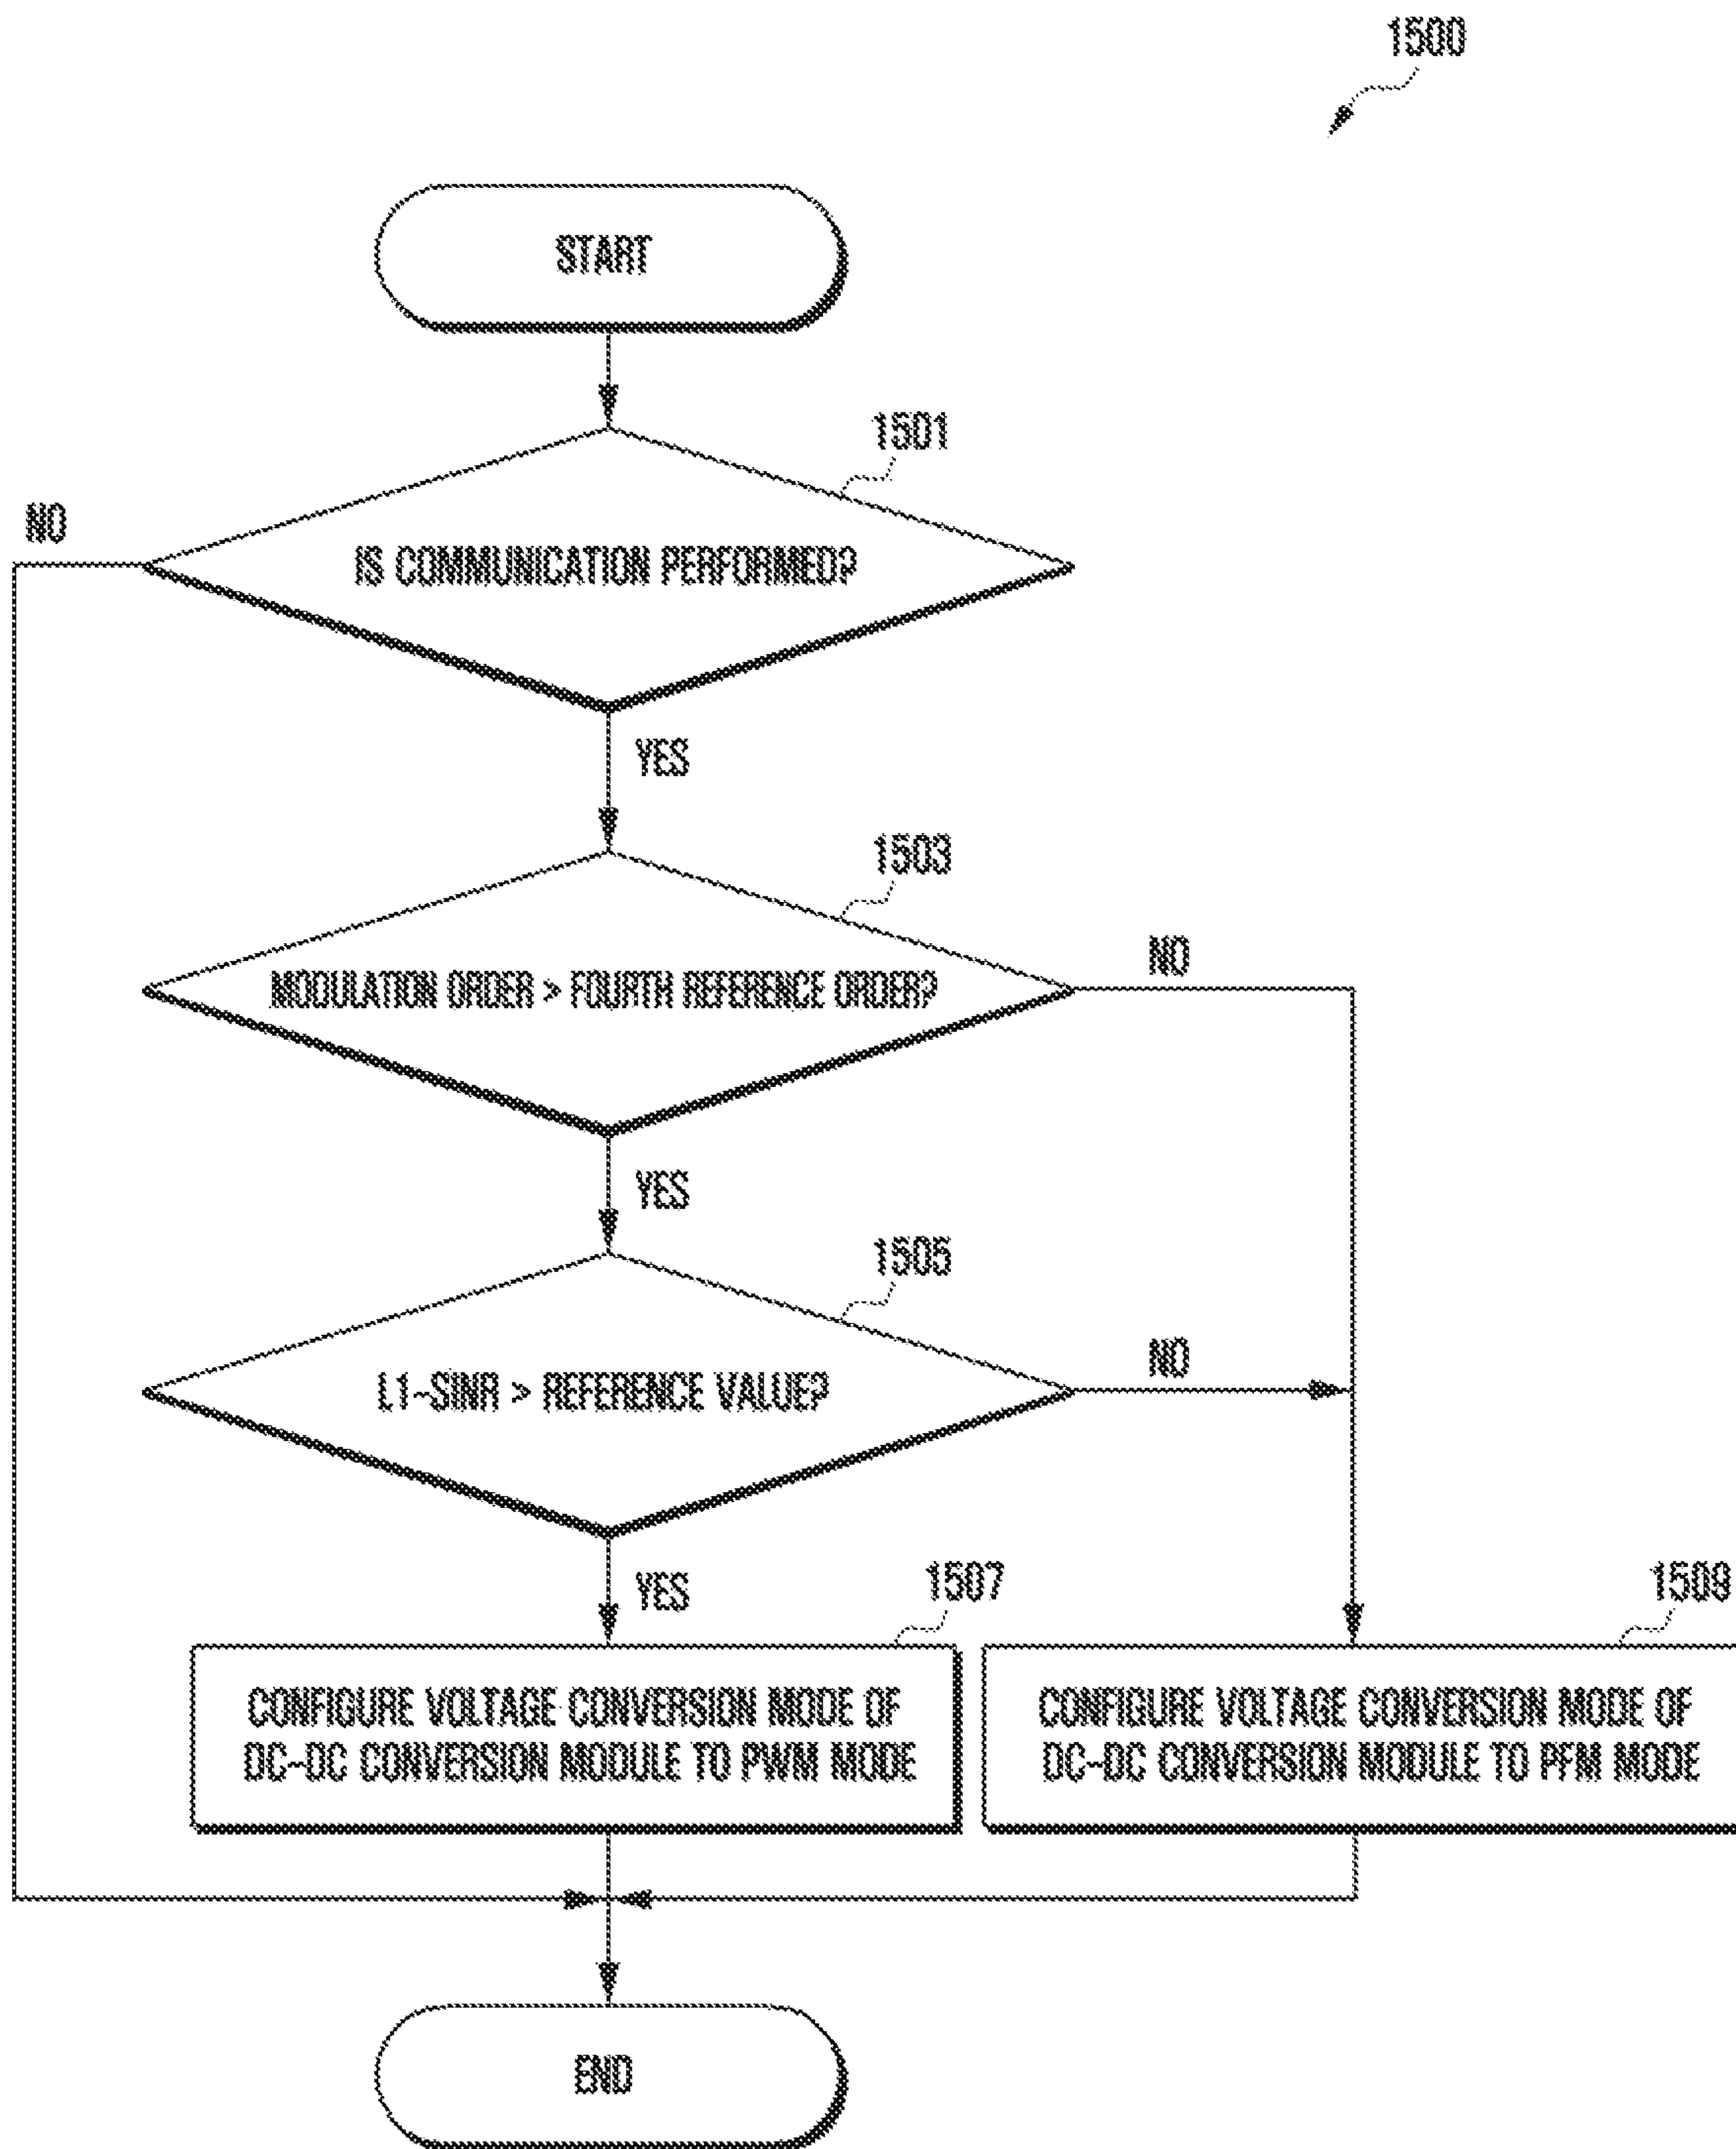 1500
START
1501
NO
IS COMMUNICATION PERFORMED?
YES
1503
NO
MODULATION ORDER > FOURTH REFERENCE ORDER?
YES
1505
NO
L1-SINR > REFERENCE VALUE?
YES
1507
1509
CONFIGURE VOLTAGE CONVERSION MODE OF
DC-DC CONVERSION MODULE TO PWM MODE
CONFIGURE VOLTAGE CONVERSION MODE OF
DC-DC CONVERSION MODULE TO PFM MODE
END